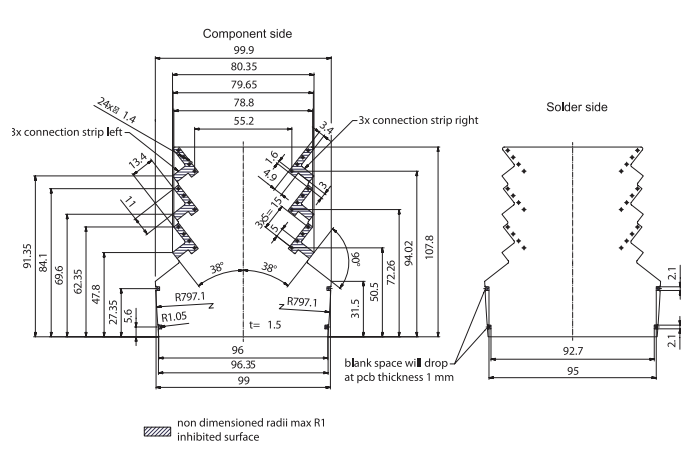 Component side
99.9
80.35
79.65
78.8
55.2
24x⌀ 1.4
3x connection strip left
3x connection strip right
Solder side
3.4
1.6
4.9
3
3x5= 15
5
13.4
11
38°
38°
90°
R797.1
z
R797.1
z
R1.05
t= 1.5
91.35
84.1
69.6
62.35
47.8
27.35
5.6
31.5
50.5
72.26
94.02
107.8
96
96.35
99
blank space will drop
at pcb thickness 1 mm
2.1
2.1
92.7
95
non dimensioned radii max R1
inhibited surface